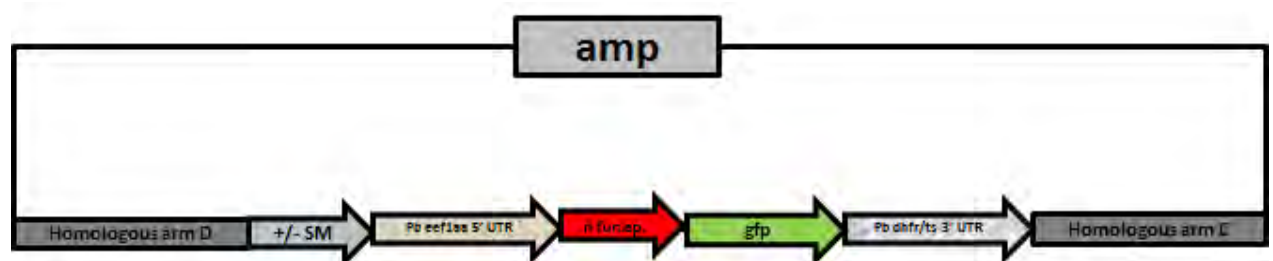 amp
Homologous arm D
+/- SM
Pb eef1aa 5' UTR
gfp
Pb dhfr/ts 3' UTR
Homologous arm